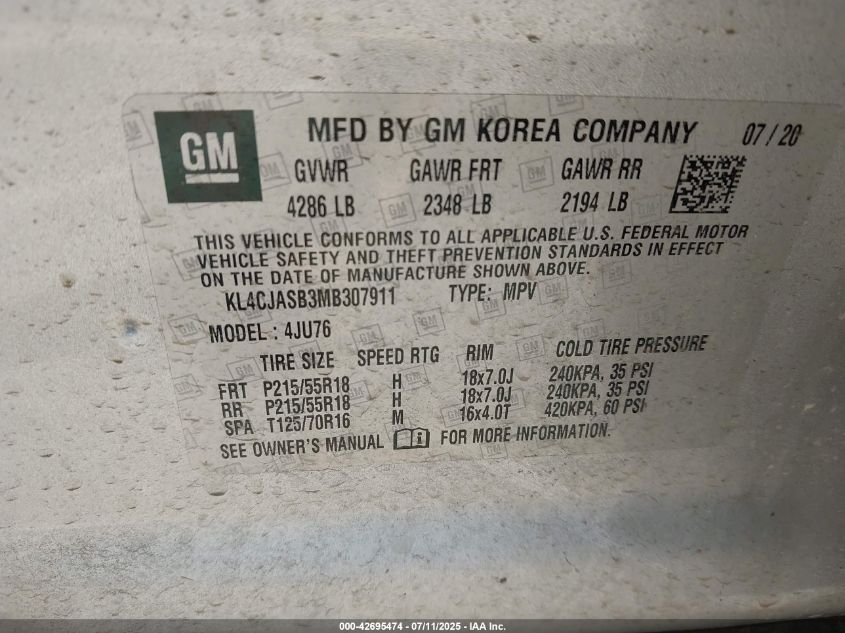 GM
MFD BY GM KOREA COMPANY 07/20
GVWR GAWR FRT GAWR RR
4286 LB 2348 LB 2194 LB
THIS VEHICLE CONFORMS TO ALL APPLICABLE U.S. FEDERAL MOTOR
VEHICLE SAFETY AND THEFT PREVENTION STANDARDS IN EFFECT
ON THE DATE OF MANUFACTURE SHOWN ABOVE.
KL4CJASB3MB307911 TYPE: MPV
MODEL : 4JU76
TIRE SIZE SPEED RTG RIM COLD TIRE PRESSURE
FRT P215/55R18 H 18x7.0J 240KPA, 35 PSI
RR P215/55R18 H 18x7.0J 240KPA, 35 PSI
SPA T125/70R16 M 16x4.0T 420KPA, 60 PSI
SEE OWNER'S MANUAL FOR MORE INFORMATION.
000-42695474 - 07/11/2025 - IAA Inc.